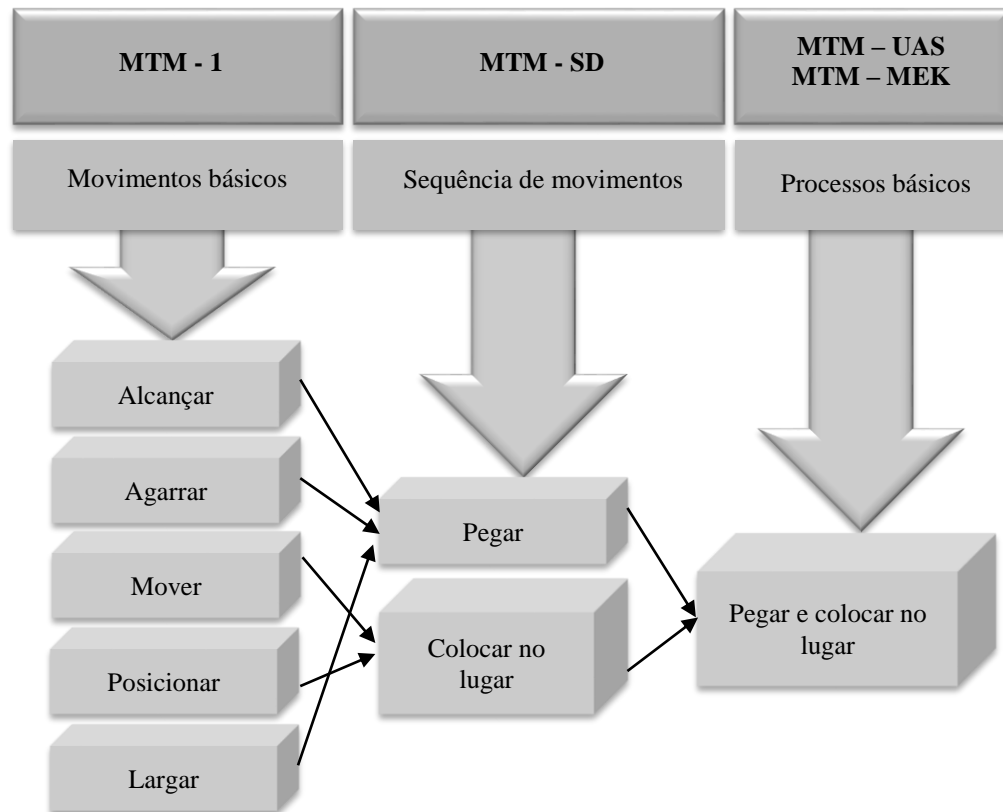 MTM - 1
MTM - SD
MTM – UAS
MTM – MEK
Movimentos básicos
Sequência de movimentos
Processos básicos
Alcançar
Agarrar
Mover
Posicionar
Largar
Pegar
Colocar no
lugar
Pegar e colocar no
lugar